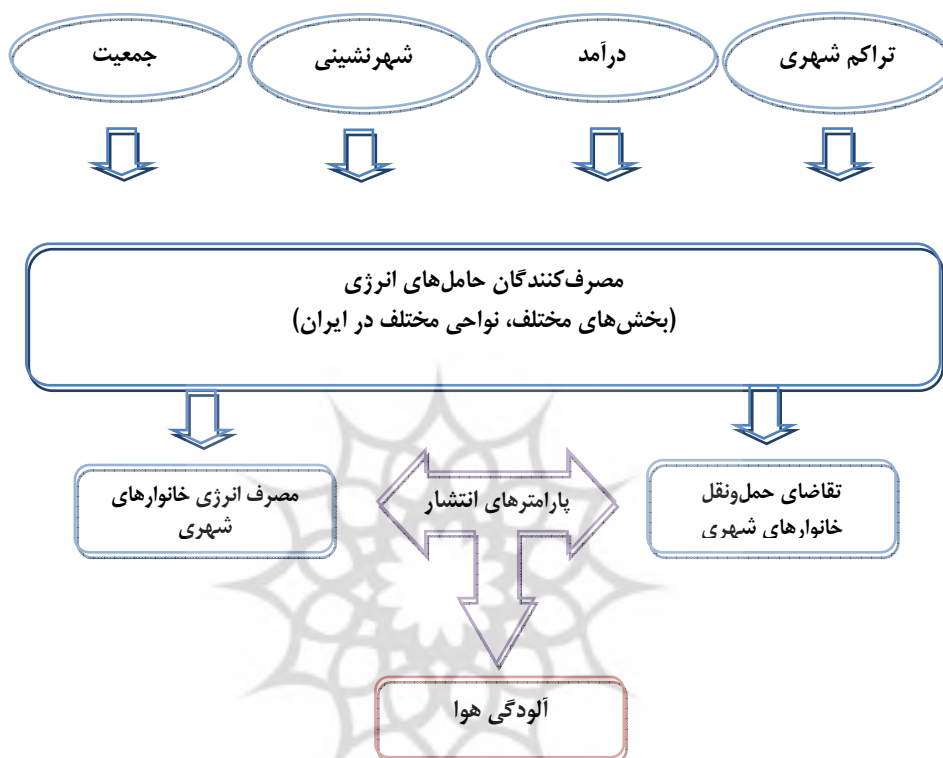 تراکم شهری
درآمد
شهرنشینی
جمعیت
مصرف‌کنندگان حامل‌های انرژی
(بخش‌های مختلف، نواحی مختلف در ایران)
تقاضای حمل‌ونقل
خانوارهای شهری
پارامترهای انتشار
مصرف انرژی خانوارهای
شهری
آلودگی هوا